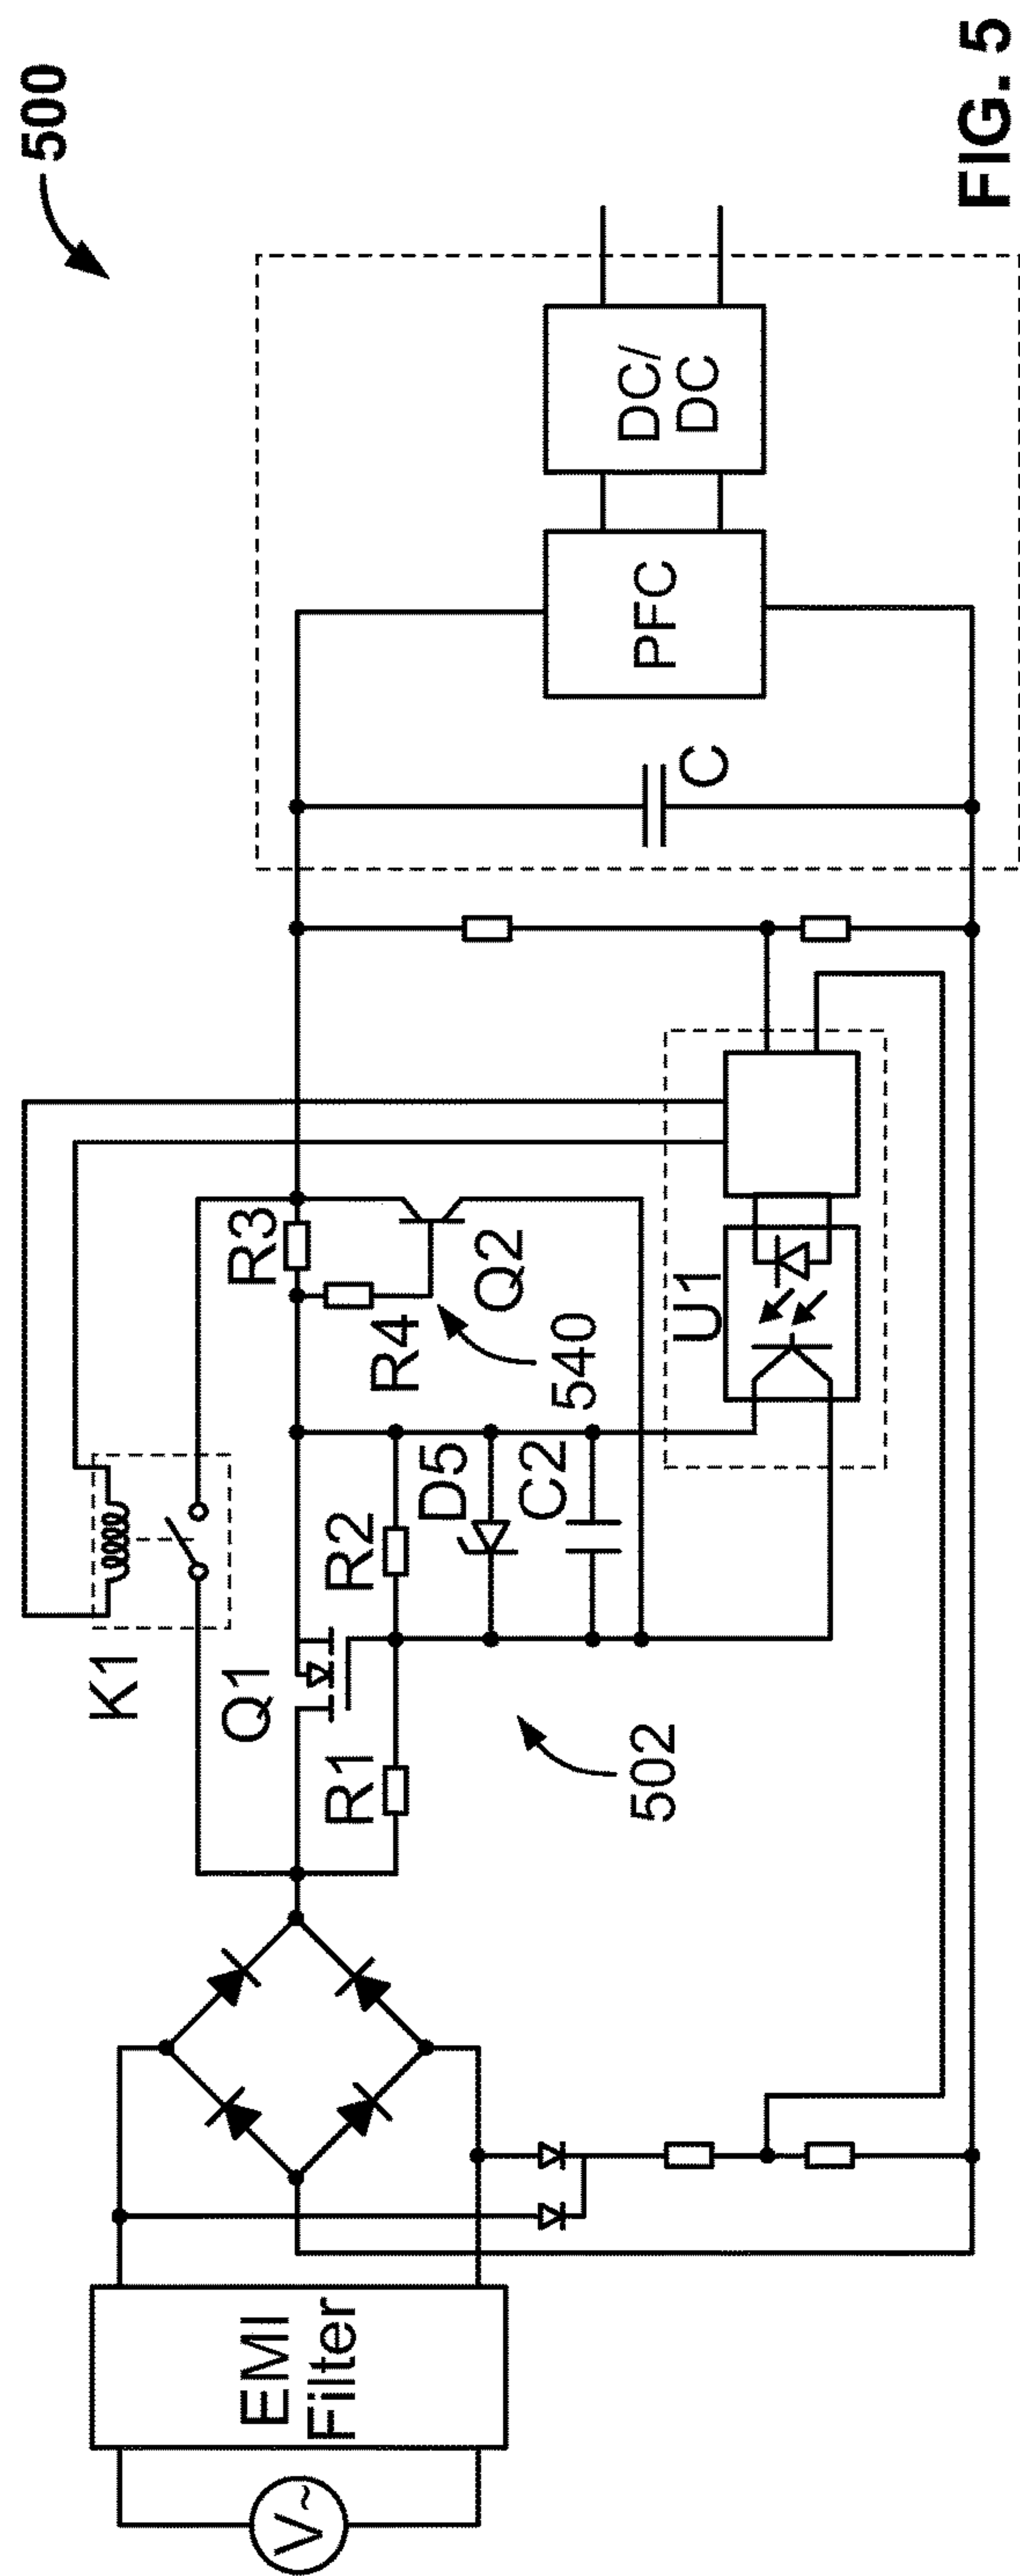 500
K1
Q1
R3
R1
R2
R4
Q2
D5
C2
540
502
U1
V~
EMI
Filter
C
PFC
DC/
DC
FIG. 5